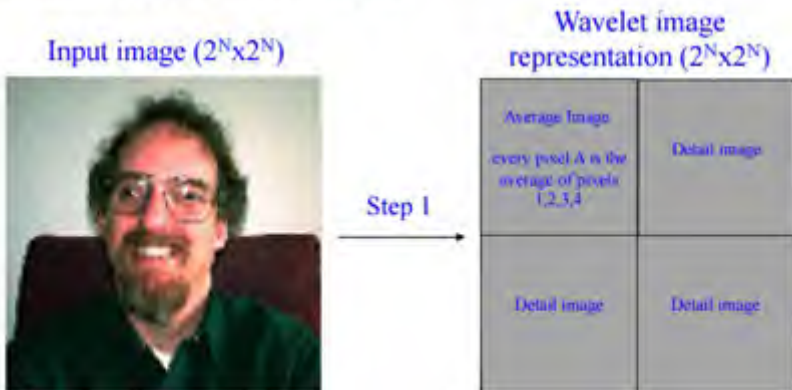 Input image (2ᴺx2ᴺ)
Wavelet image
representation (2ᴺx2ᴺ)
Step 1
Average Image
every pixel A is the
average of pixels
1,2,3,4
Detail image
Detail image
Detail image